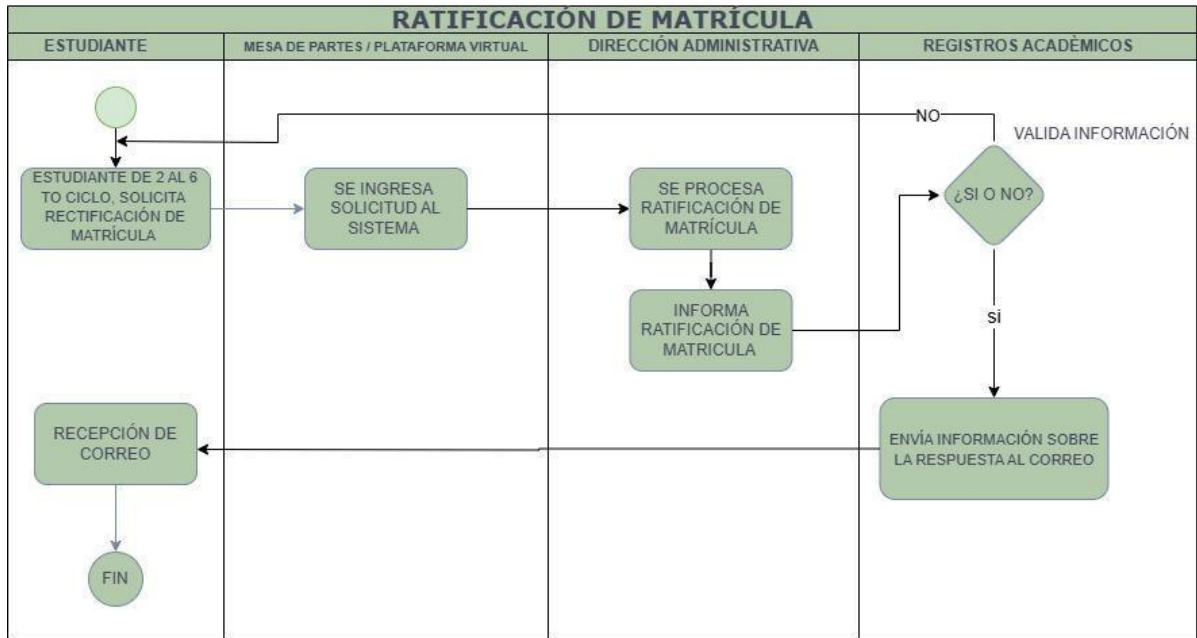 RATIFICACIÓN DE MATRÍCULA
ESTUDIANTE
MESA DE PARTES / PLATAFORMA VIRTUAL
DIRECCIÓN ADMINISTRATIVA
REGISTROS ACADÈMICOS
NO
VALIDA INFORMACIÓN
ESTUDIANTE DE 2 AL 6
TO CICLO, SOLICITA
RECTIFICACIÓN DE
MATRÍCULA
SE INGRESA
SOLICITUD AL
SISTEMA
SE PROCESA
RATIFICACIÓN DE
MATRÍCULA
¿SI O NO?
INFORMA
RATIFICACIÓN DE
MATRICULA
si
RECEPCIÓN DE
CORREO
ENVÍA INFORMACIÓN SOBRE
LA RESPUESTA AL CORREO
FIN